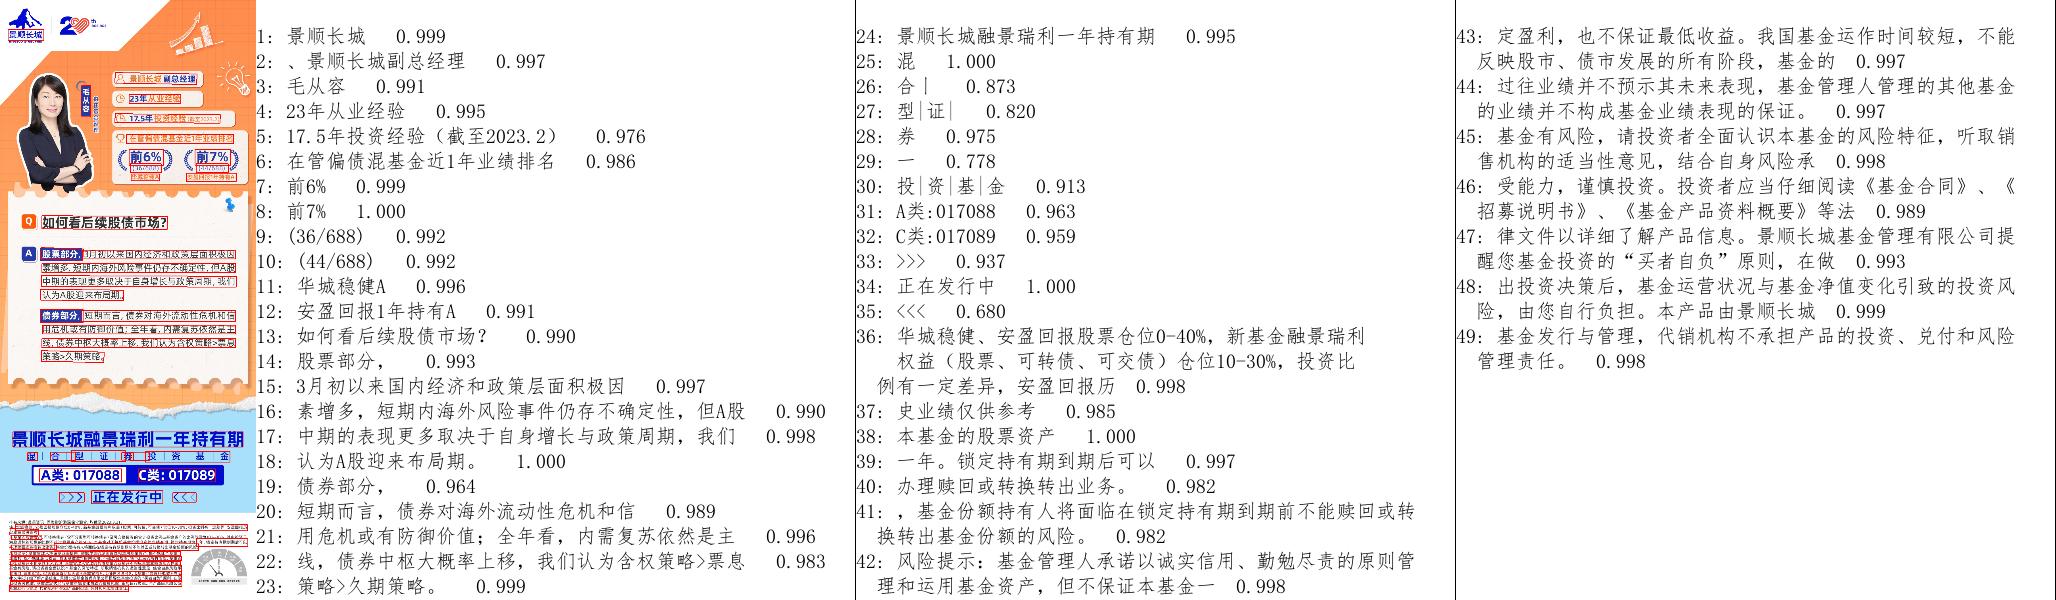 景顺长城
20th
景顺长城副总经理
毛从容
23年从业经验
17.5年投资经验(截至2023.2)
在管偏债混基金近1年业绩排名
前6%
前7%
(36/688)
(44/688)
华城稳健A
安盈回报1年持有A
Q
如何看后续股债市场?
A
股票部分,3月初以来国内经济和政策层面积极因
素增多,短期内海外风险事件仍存不确定性,但A股
中期的表现更多取决于自身增长与政策周期,我们
认为A股迎来布局期。
债券部分,短期而言,债券对海外流动性危机和信
用危机或有防御价值;全年看,内需复苏依然是主
线,债券中枢大概率上移,我们认为含权策略>票息
策略>久期策略。
景顺长城融景瑞利一年持有期
混|合|型|证|券|投|资|基|金
A类:017088
C类:017089
>>> 正在发行中 <<<
1: 景顺长城 0.999
2: 、景顺长城副总经理 0.997
3: 毛从容 0.991
4: 23年从业经验 0.995
5: 17.5年投资经验（截至2023.2） 0.976
6: 在管偏债混基金近1年业绩排名 0.986
7: 前6% 0.999
8: 前7% 1.000
9: (36/688) 0.992
10: (44/688) 0.992
11: 华城稳健A 0.996
12: 安盈回报1年持有A 0.991
13: 如何看后续股债市场? 0.990
14: 股票部分, 0.993
15: 3月初以来国内经济和政策层面积极因 0.997
16: 素增多，短期内海外风险事件仍存不确定性，但A股 0.990
17: 中期的表现更多取决于自身增长与政策周期，我们 0.998
18: 认为A股迎来布局期。 1.000
19: 债券部分, 0.964
20: 短期而言，债券对海外流动性危机和信 0.989
21: 用危机或有防御价值；全年看，内需复苏依然是主 0.996
22: 线，债券中枢大概率上移，我们认为含权策略>票息 0.983
23: 策略>久期策略。 0.999
24: 景顺长城融景瑞利一年持有期 0.995
25: 混 1.000
26: 合| 0.873
27: 型|证| 0.820
28: 券 0.975
29: 一 0.778
30: 投|资|基|金 0.913
31: A类:017088 0.963
32: C类:017089 0.959
33: >>> 0.937
34: 正在发行中 1.000
35: <<< 0.680
36: 华城稳健、安盈回报股票仓位0-40%，新基金融景瑞利
权益（股票、可转债、可交债）仓位10-30%，投资比
例有一定差异，安盈回报历 0.998
37: 史业绩仅供参考 0.985
38: 本基金的股票资产 1.000
39: 一年。锁定持有期到期后可以 0.997
40: 办理赎回或转换转出业务。 0.982
41: ，基金份额持有人将面临在锁定持有期到期前不能赎回或转
换转出基金份额的风险。 0.982
42: 风险提示：基金管理人承诺以诚实信用、勤勉尽责的原则管
理和运用基金资产，但不保证本基金一 0.998
43: 定盈利，也不保证最低收益。我国基金运作时间较短，不能
反映股市、债市发展的所有阶段，基金的 0.997
44: 过往业绩并不预示其未来表现，基金管理人管理的其他基金
的业绩并不构成基金业绩表现的保证。 0.997
45: 基金有风险，请投资者全面认识本基金的风险特征，听取销
售机构的适当性意见，结合自身风险承 0.998
46: 受能力，谨慎投资。投资者应当仔细阅读《基金合同》、《
招募说明书》、《基金产品资料概要》等法 0.989
47: 律文件以详细了解产品信息。景顺长城基金管理有限公司提
醒您基金投资的“买者自负”原则，在做 0.993
48: 出投资决策后，基金运营状况与基金净值变化引致的投资风
险，由您自行负担。本产品由景顺长城 0.999
49: 基金发行与管理，代销机构不承担产品的投资、兑付和风险
管理责任。 0.998